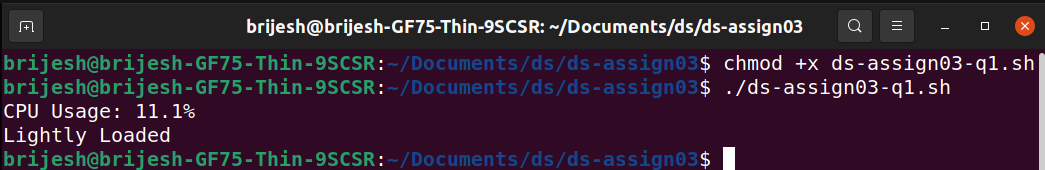 brijesh@brijesh-GF75-Thin-9SCSR: ~/Documents/ds/ds-assign03
brijesh@brijesh-GF75-Thin-9SCSR:~/Documents/ds/ds-assign03$ chmod +x ds-assign03-q1.sh
brijesh@brijesh-GF75-Thin-9SCSR:~/Documents/ds/ds-assign03$ ./ds-assign03-q1.sh
CPU Usage: 11.1%
Lightly Loaded
brijesh@brijesh-GF75-Thin-9SCSR:~/Documents/ds/ds-assign03$